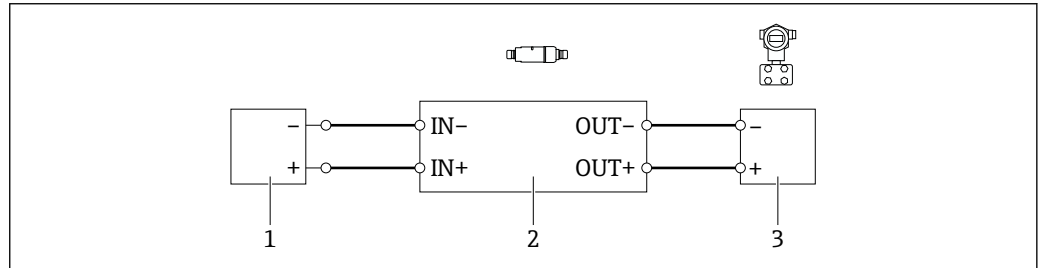 − IN− OUT− −
+ IN+ OUT+ +
1 2 3